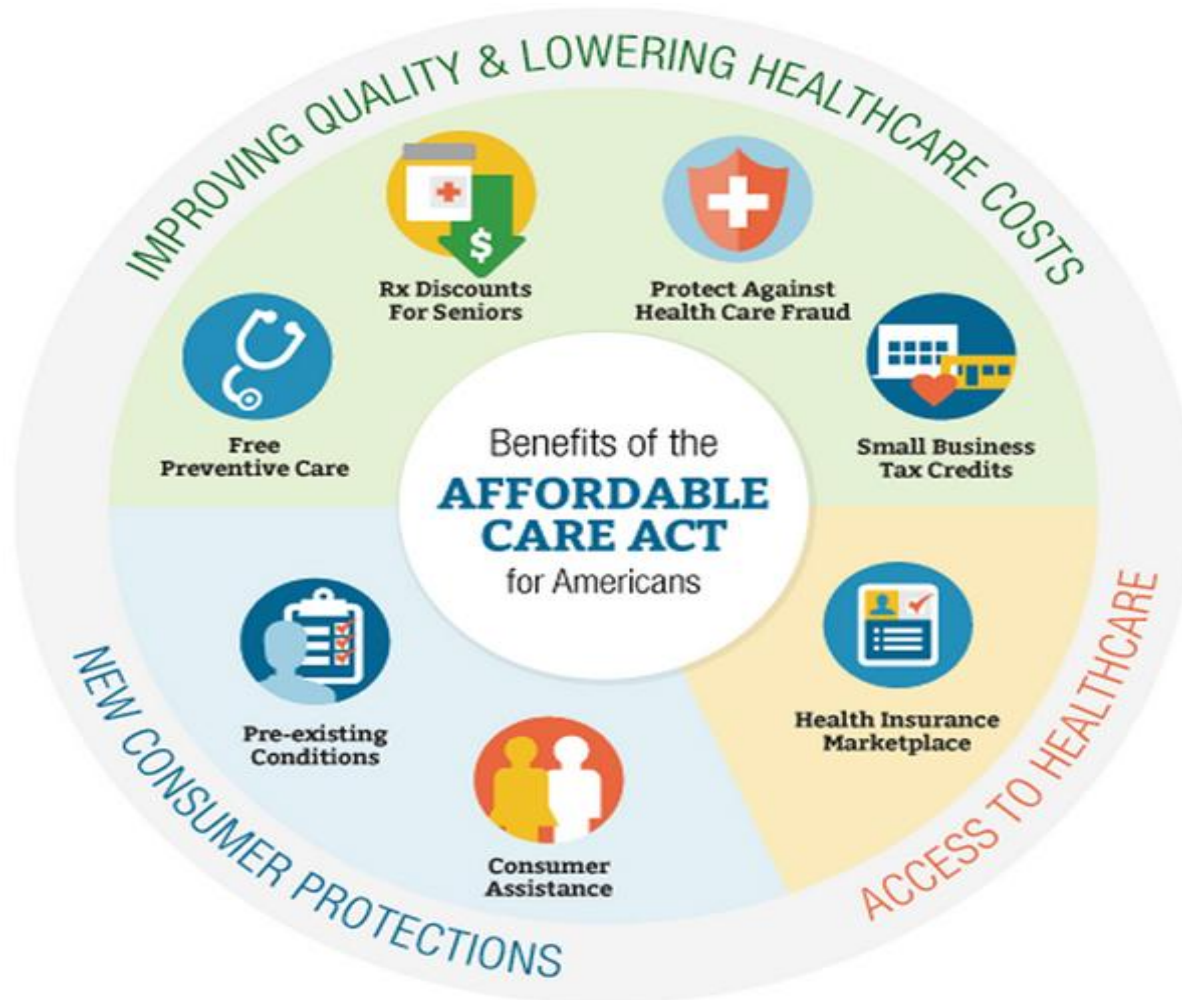 IMPROVING QUALITY & LOWERING HEALTHCARE COSTS
Rx Discounts
For Seniors
Protect Against
Health Care Fraud
Free
Preventive Care
Small Business
Tax Credits
Benefits of the
AFFORDABLE
CARE ACT
for Americans
$
Pre-existing
Conditions
Consumer
Assistance
Health Insurance
Marketplace
NEW CONSUMER PROTECTIONS
ACCESS TO HEALTHCARE